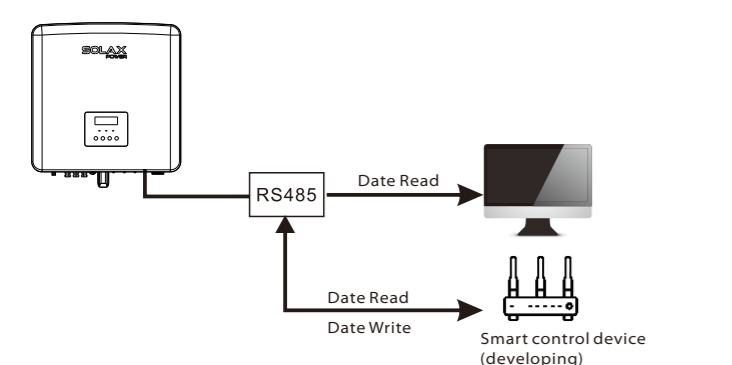 SOLAX
POWER
RS485
Date Read
Date Read
Date Write
Smart control device
(developing)